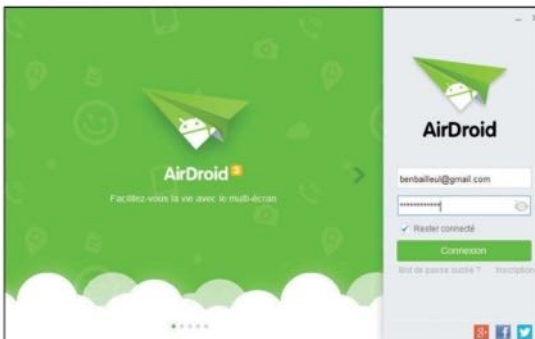 AirDroid 3
Facilitez-vous la vie avec le multi-écran
AirDroid
benbailleul@gmail.com
************
Rester connecté
Connexion
Mot de passe oublié ? Inscription